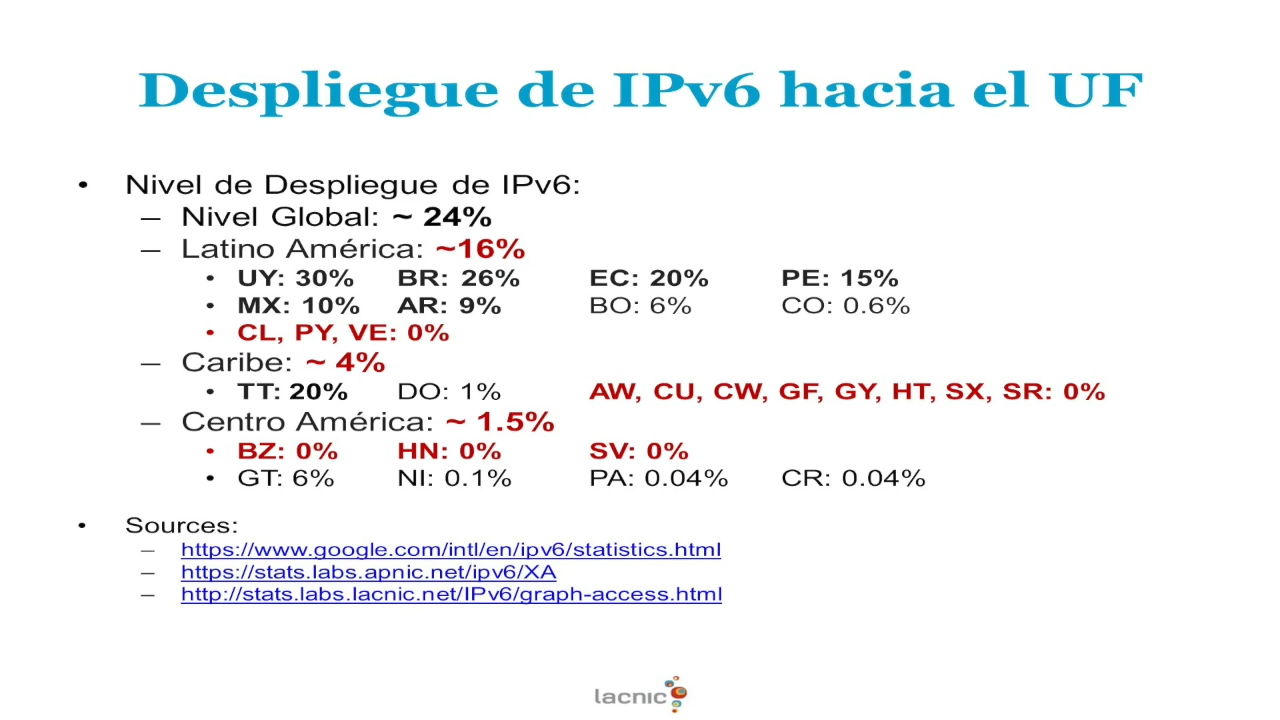 Despliegue de IPv6 hacia el UF
• Nivel de Despliegue de IPv6:
– Nivel Global: ~ 24%
– Latino América: ~16%
• UY: 30% BR: 26% EC: 20% PE: 15%
• MX: 10% AR: 9% BO: 6% CO: 0.6%
• CL, PY, VE: 0%
– Caribe: ~ 4%
• TT: 20% DO: 1% AW, CU, CW, GF, GY, HT, SX, SR: 0%
– Centro América: ~ 1.5%
• BZ: 0% HN: 0% SV: 0%
• GT: 6% NI: 0.1% PA: 0.04% CR: 0.04%
• Sources:
– https://www.google.com/intl/en/ipv6/statistics.html
– https://stats.labs.apnic.net/ipv6/XA
– http://stats.labs.lacnic.net/IPv6/graph-access.html
lacnic